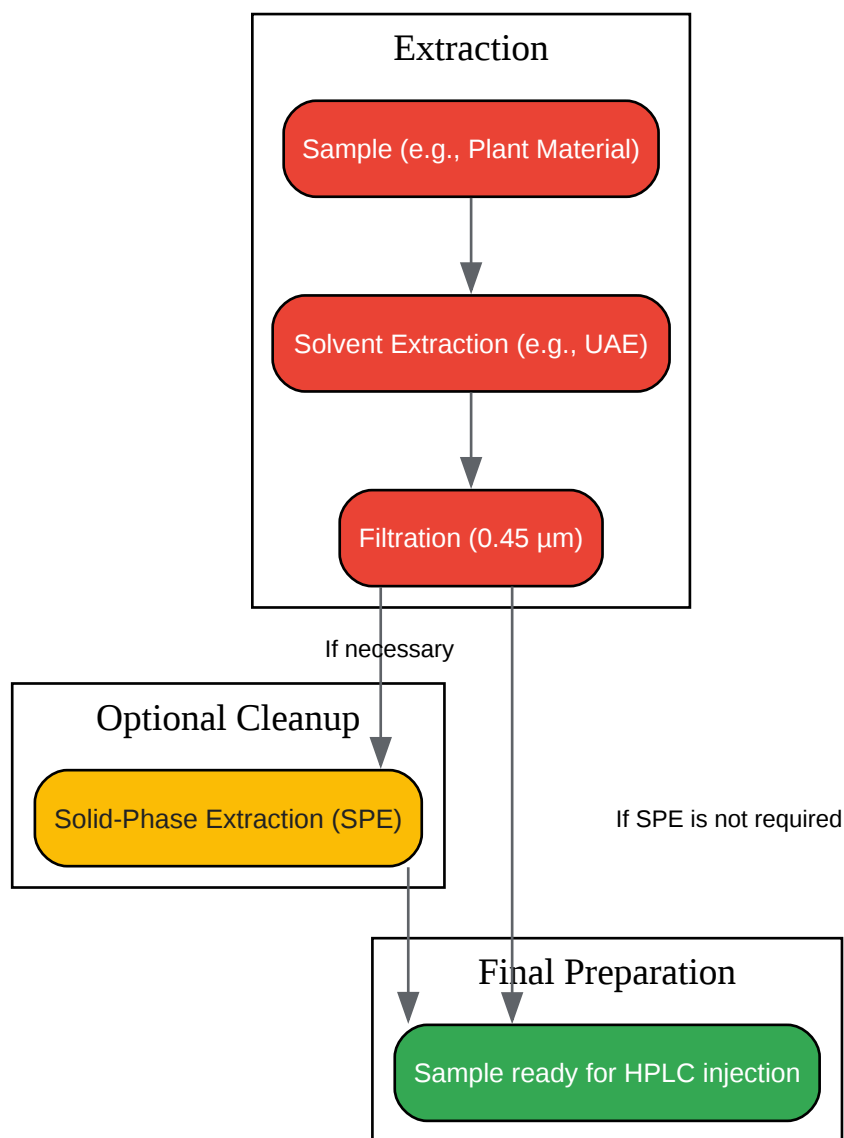 Extraction
Sample (e.g., Plant Material)
Solvent Extraction (e.g., UAE)
Filtration (0.45 µm)
If necessary
Optional Cleanup
Solid-Phase Extraction (SPE)
If SPE is not required
Final Preparation
Sample ready for HPLC injection